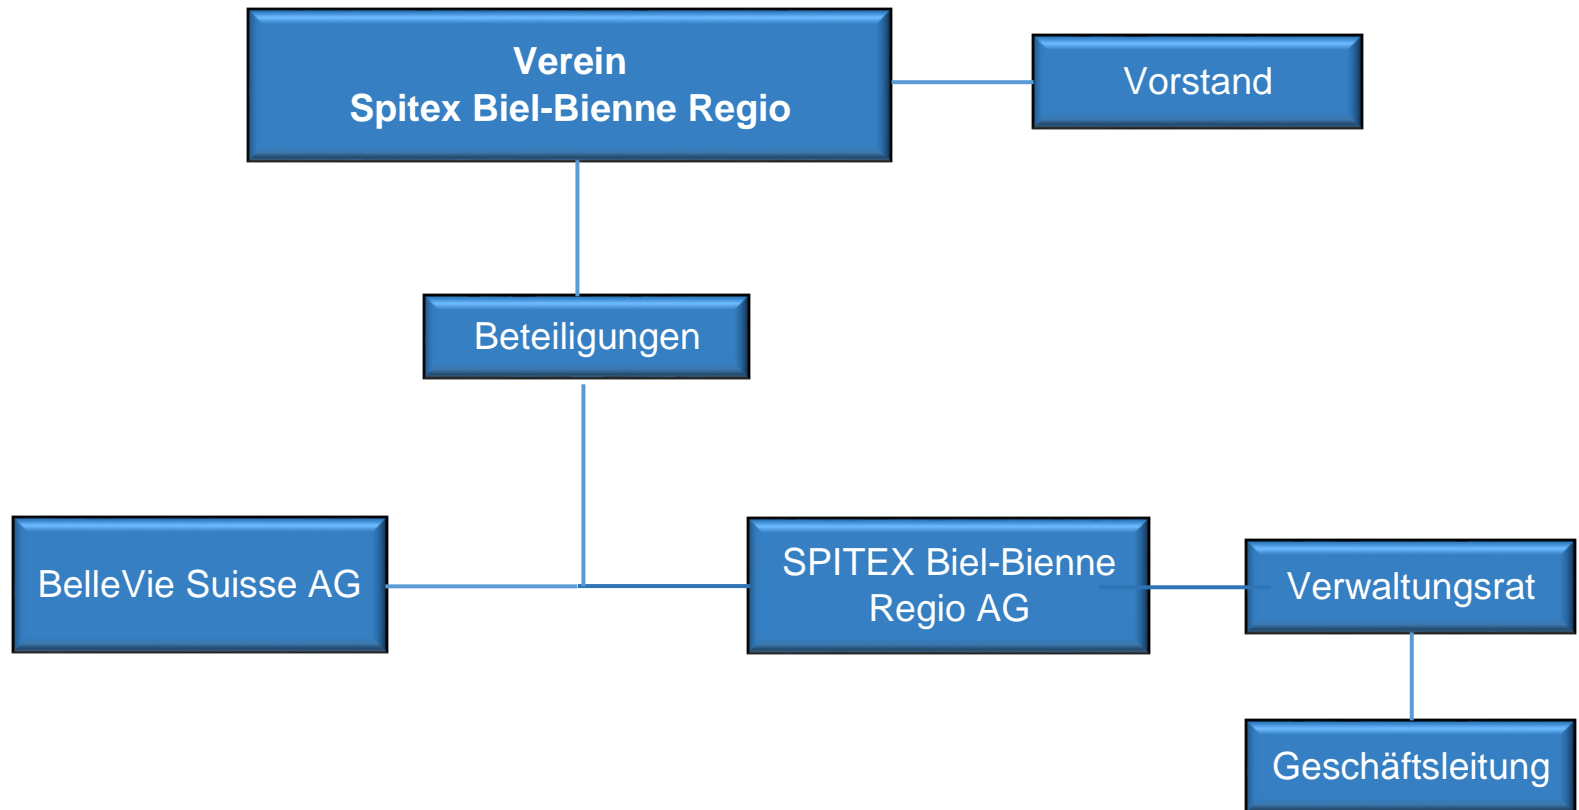 Verein
Spitex Biel-Bienne Regio
Vorstand
Beteiligungen
BelleVie Suisse AG
SPITEX Biel-Bienne
Regio AG
Verwaltungsrat
Geschäftsleitung